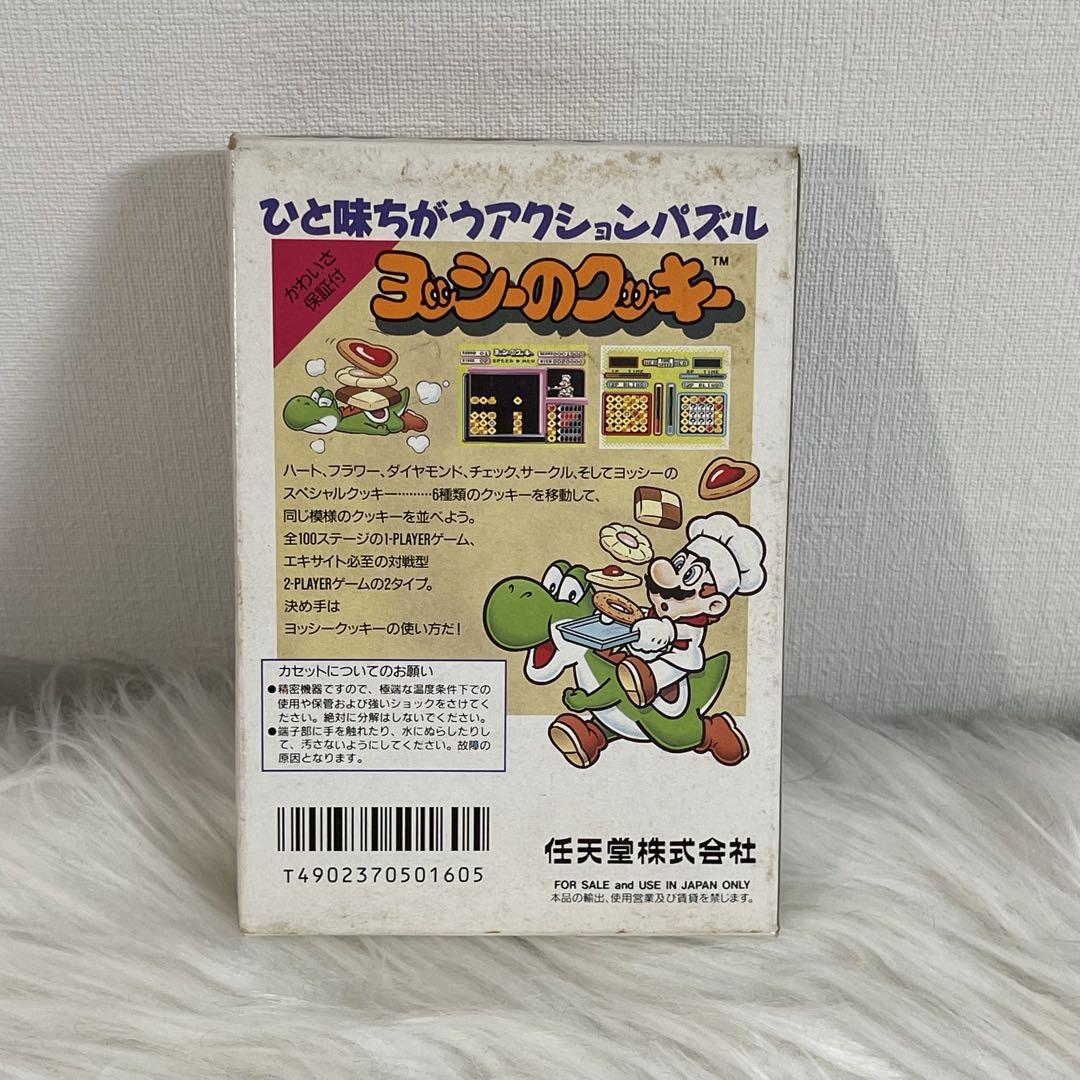 ひと味ちがうアクションパズル
かわいさ
保証付
ヨッシーのクッキー™
ハート、フラワー、ダイヤモンド、チェック、サークル、そしてヨッシーの
スペシャルクッキー………6種類のクッキーを移動して、
同じ模様のクッキーを並べよう。
全100ステージの1-PLAYERゲーム、
エキサイト必至の対戦型
2-PLAYERゲームの2タイプ。
決め手は
ヨッシークッキーの使い方だ!
カセットについてのお願い
●精密機器ですので、極端な温度条件下での
使用や保管および強いショックをさけてく
ださい。絶対に分解はしないでください。
●端子部に手を触れたり、水にぬらしたりし
て、汚さないようにしてください。故障の
原因となります。
T4902370501605
任天堂株式会社
FOR SALE and USE IN JAPAN ONLY
本品の輸出、使用営業及び賃貸を禁じます。